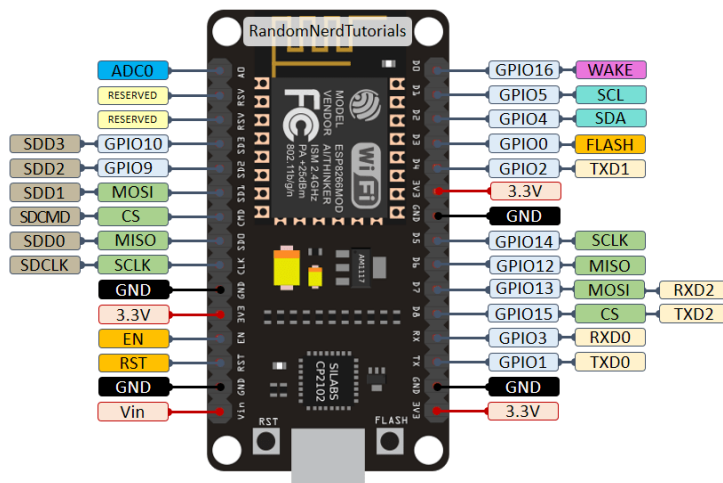 RandomNerdTutorials
ADC0
A0
RESERVED
RSV
RESERVED
RSV
SDD3 GPIO10
SD3
SDD2 GPIO9
SD2
SDD1 MOSI
SD1
SDCMD CS
CMD
SDD0 MISO
SD0
SDCLK SCLK
CLK
GND
GND
3.3V
3V3
EN
EN
RST
RST
GND
GND
Vin
Vin
MODEL ESP8266MOD
VENDOR AI/THINKER
ISM 2.4GHz
PA +25dBm
802.11b/g/n
FC
Wi Fi
AM1117
SILABS
CP2102
RST
FLASH
D0
GPIO16 WAKE
D1
GPIO5 SCL
D2
GPIO4 SDA
D3
GPIO0 FLASH
D4
GPIO2 TXD1
3V3
3.3V
GND
GND
D5
GPIO14 SCLK
D6
GPIO12 MISO
D7
GPIO13 MOSI RXD2
GPIO15 CS TXD2
RX
GPIO3 RXD0
TX
GPIO1 TXD0
GND
GND
3V3
3.3V